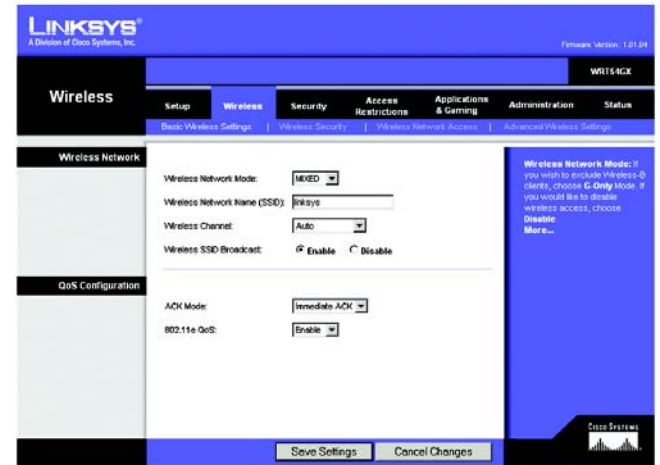 LINKSYS®
A Division of Cisco Systems, Inc.
Firmware Version: 1.01.04
WRT54GX
Wireless
Setup
Wireless
Security
Access Restrictions
Applications & Gaming
Administration
Status
Basic Wireless Settings | Wireless Security | Wireless Network Access | Advanced Wireless Settings
Wireless Network
Wireless Network Mode: MIXED
Wireless Network Name (SSID): linksys
Wireless Channel: Auto
Wireless SSID Broadcast: Enable Disable
Wireless Network Mode: If
you wish to exclude Wireless-B
clients, choose G-Only Mode. If
you would like to disable
wireless access, choose
Disable
More...
QoS Configuration
ACK Mode: Immediate ACK
802.11e QoS: Enable
Save Settings
Cancel Changes
CISCO SYSTEMS